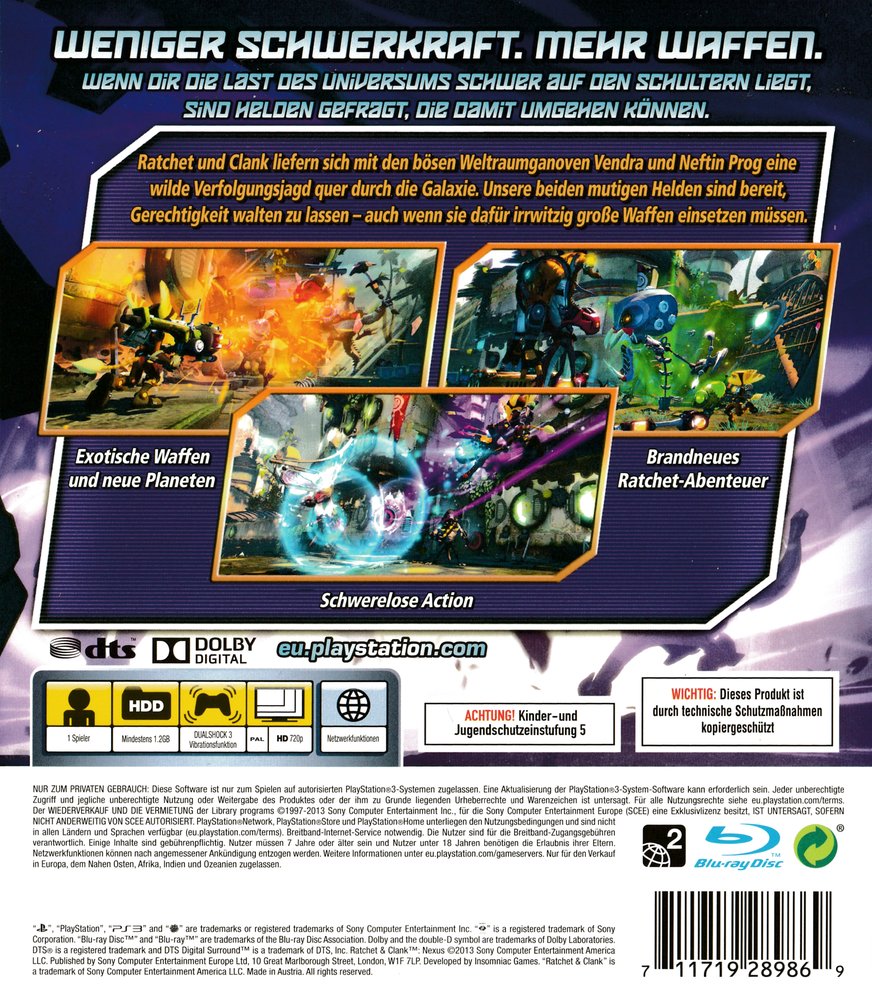 WENIGER SCHWERKRAFT. MEHR WAFFEN.
WENN DIR DIE LAST DES UNIVERSUMS SCHWER AUF DEN SCHULTERN LIEGT,
SIND HELDEN GEFRAGT, DIE DAMIT UMGEHEN KÖNNEN.
Ratchet und Clank liefern sich mit den bösen Weltraumganoven Vendra und Neftin Prog eine
wilde Verfolgungsjagd quer durch die Galaxie. Unsere beiden mutigen Helden sind bereit,
Gerechtigkeit walten zu lassen – auch wenn sie dafür irrwitzig große Waffen einsetzen müssen.
Exotische Waffen
und neue Planeten
Brandneues
Ratchet-Abenteuer
Schwerelose Action
dts
DOLBY
DIGITAL
eu.playstation.com
HDD
1 Spieler
Mindestens 1.2GB
DUALSHOCK 3
Vibrationsfunktion
PAL
HD 720p
Netzwerkfunktionen
ACHTUNG! Kinder-und
Jugendschutzeinstufung 5
WICHTIG: Dieses Produkt ist
durch technische Schutzmaßnahmen
kopiergeschützt
NUR ZUM PRIVATEN GEBRAUCH: Diese Software ist nur zum Spielen auf autorisierten PlayStation®3-Systemen zugelassen. Eine Aktualisierung der PlayStation®3-System-Software kann erforderlich sein. Jeder unberechtigte
Zugriff und jegliche unberechtigte Nutzung oder Weitergabe des Produktes oder der ihm zu Grunde liegenden Urheberrechte und Warenzeichen ist untersagt. Für alle Nutzungsrechte siehe eu.playstation.com/terms.
Der WIEDERVERKAUF UND DIE VERMIETUNG der Library programs ©1997-2013 Sony Computer Entertainment Inc., für die Sony Computer Entertainment Europe (SCEE) eine Exklusivlizenz besitzt, IST UNTERSAGT, SOFERN
NICHT ANDERWEITIG VON SCEE AUTORISIERT. PlayStation®Network, PlayStation®Store und PlayStation®Home unterliegen den Nutzungsbedingungen und sind nicht
in allen Ländern und Sprachen verfügbar (eu.playstation.com/terms). Breitband-Internet-Service notwendig. Die Nutzer sind für die Breitband-Zugangsgebühren
verantwortlich. Einige Inhalte sind gebührenpflichtig. Nutzer müssen 7 Jahre oder älter sein und Nutzer unter 18 Jahren benötigen die Erlaubnis ihrer Eltern.
Netzwerkfunktionen können nach angemessener Ankündigung entzogen werden. Weitere Informationen unter eu.playstation.com/gameservers. Nur für den Verkauf
in Europa, dem Nahen Osten, Afrika, Indien und Ozeanien zugelassen.
2
Blu-ray Disc™
®
“ ”, “PlayStation”, “PS3” and “ ” are trademarks or registered trademarks of Sony Computer Entertainment Inc. “ ” is a registered trademark of Sony
Corporation. “Blu-ray Disc™” and “Blu-ray™” are trademarks of the Blu-ray Disc Association. Dolby and the double-D symbol are trademarks of Dolby Laboratories.
DTS® is a registered trademark and DTS Digital Surround™ is a trademark of DTS, Inc. Ratchet & Clank™: Nexus ©2013 Sony Computer Entertainment America
LLC. Published by Sony Computer Entertainment Europe Ltd, 10 Great Marlborough Street, London, W1F 7LP. Developed by Insomniac Games. “Ratchet & Clank” is
a trademark of Sony Computer Entertainment America LLC. Made in Austria. All rights reserved.
7 11719 28986 9